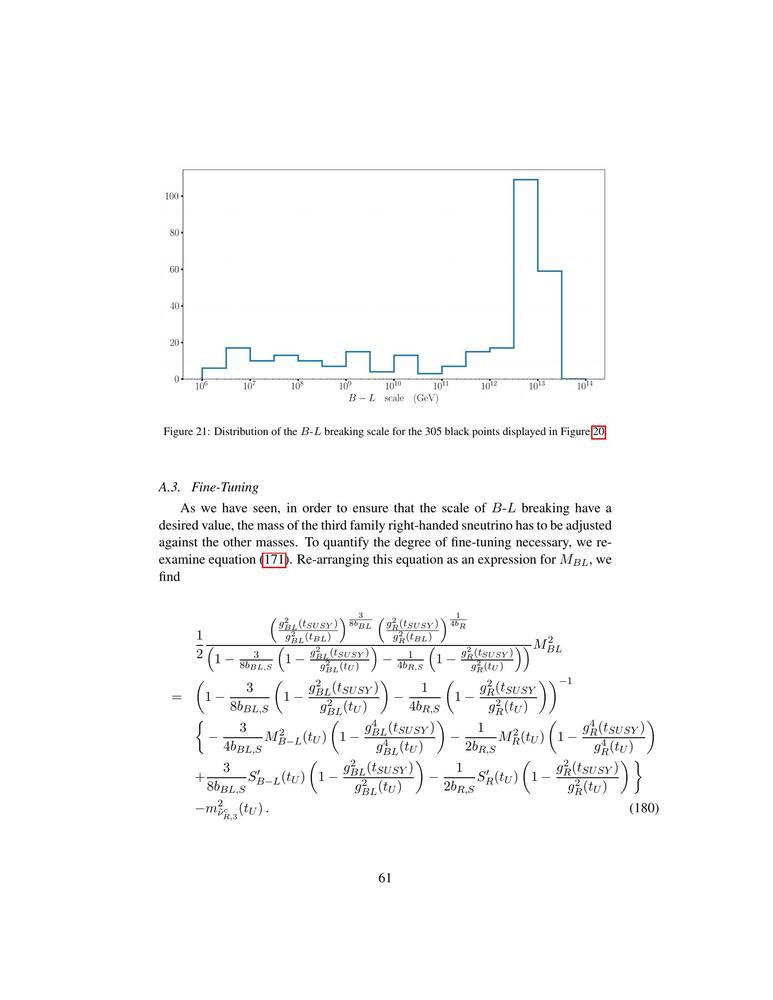 100
80
60
40
20
0
10^6 10^7 10^8 10^9 10^10 10^11 10^12 10^13 10^14
B − L scale (GeV)
Figure 21: Distribution of the B-L breaking scale for the 305 black points displayed in Figure 20
A.3. Fine-Tuning
As we have seen, in order to ensure that the scale of B-L breaking have a
desired value, the mass of the third family right-handed sneutrino has to be adjusted
against the other masses. To quantify the degree of fine-tuning necessary, we re-
examine equation (171). Re-arranging this equation as an expression for M_{BL}, we
find
\frac{1}{2} \frac{\left(\frac{g_{BL}^2(t_{SUSY})}{g_{BL}^2(t_{BL})}\right)^{\frac{3}{8b_{BL}}} \left(\frac{g_R^2(t_{SUSY})}{g_R^2(t_{BL})}\right)^{\frac{1}{4b_R}}}{\left(1 - \frac{3}{8b_{BL,S}} \left(1 - \frac{g_{BL}^2(t_{SUSY})}{g_{BL}^2(t_U)}\right) - \frac{1}{4b_{R,S}} \left(1 - \frac{g_R^2(t_{SUSY})}{g_R^2(t_U)}\right)\right)} M_{BL}^2
= \left(1 - \frac{3}{8b_{BL,S}} \left(1 - \frac{g_{BL}^2(t_{SUSY})}{g_{BL}^2(t_U)}\right) - \frac{1}{4b_{R,S}} \left(1 - \frac{g_R^2(t_{SUSY}}{g_R^2(t_U)}\right)\right)^{-1}
\left\{ - \frac{3}{4b_{BL,S}} M_{B-L}^2(t_U) \left(1 - \frac{g_{BL}^4(t_{SUSY})}{g_{BL}^4(t_U)}\right) - \frac{1}{2b_{R,S}} M_R^2(t_U) \left(1 - \frac{g_R^4(t_{SUSY})}{g_R^4(t_U)}\right)
+ \frac{3}{8b_{BL,S}} S'_{B-L}(t_U) \left(1 - \frac{g_{BL}^2(t_{SUSY})}{g_{BL}^2(t_U)}\right) - \frac{1}{2b_{R,S}} S'_R(t_U) \left(1 - \frac{g_R^2(t_{SUSY})}{g_R^2(t_U)}\right) \right\}
-m_{\tilde{\nu}_{R,3}^c}^2(t_U) . (180)
61